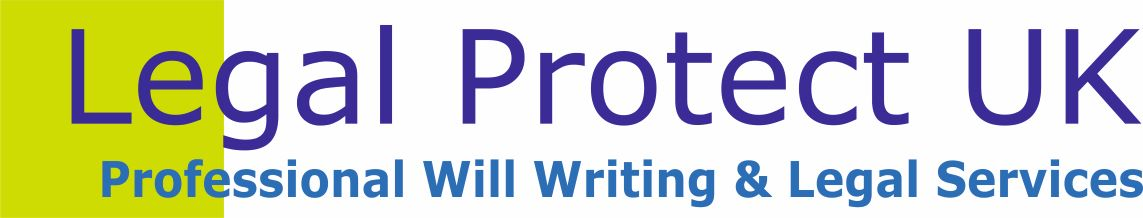 Legal Protect UK
Professional Will Writing & Legal Services